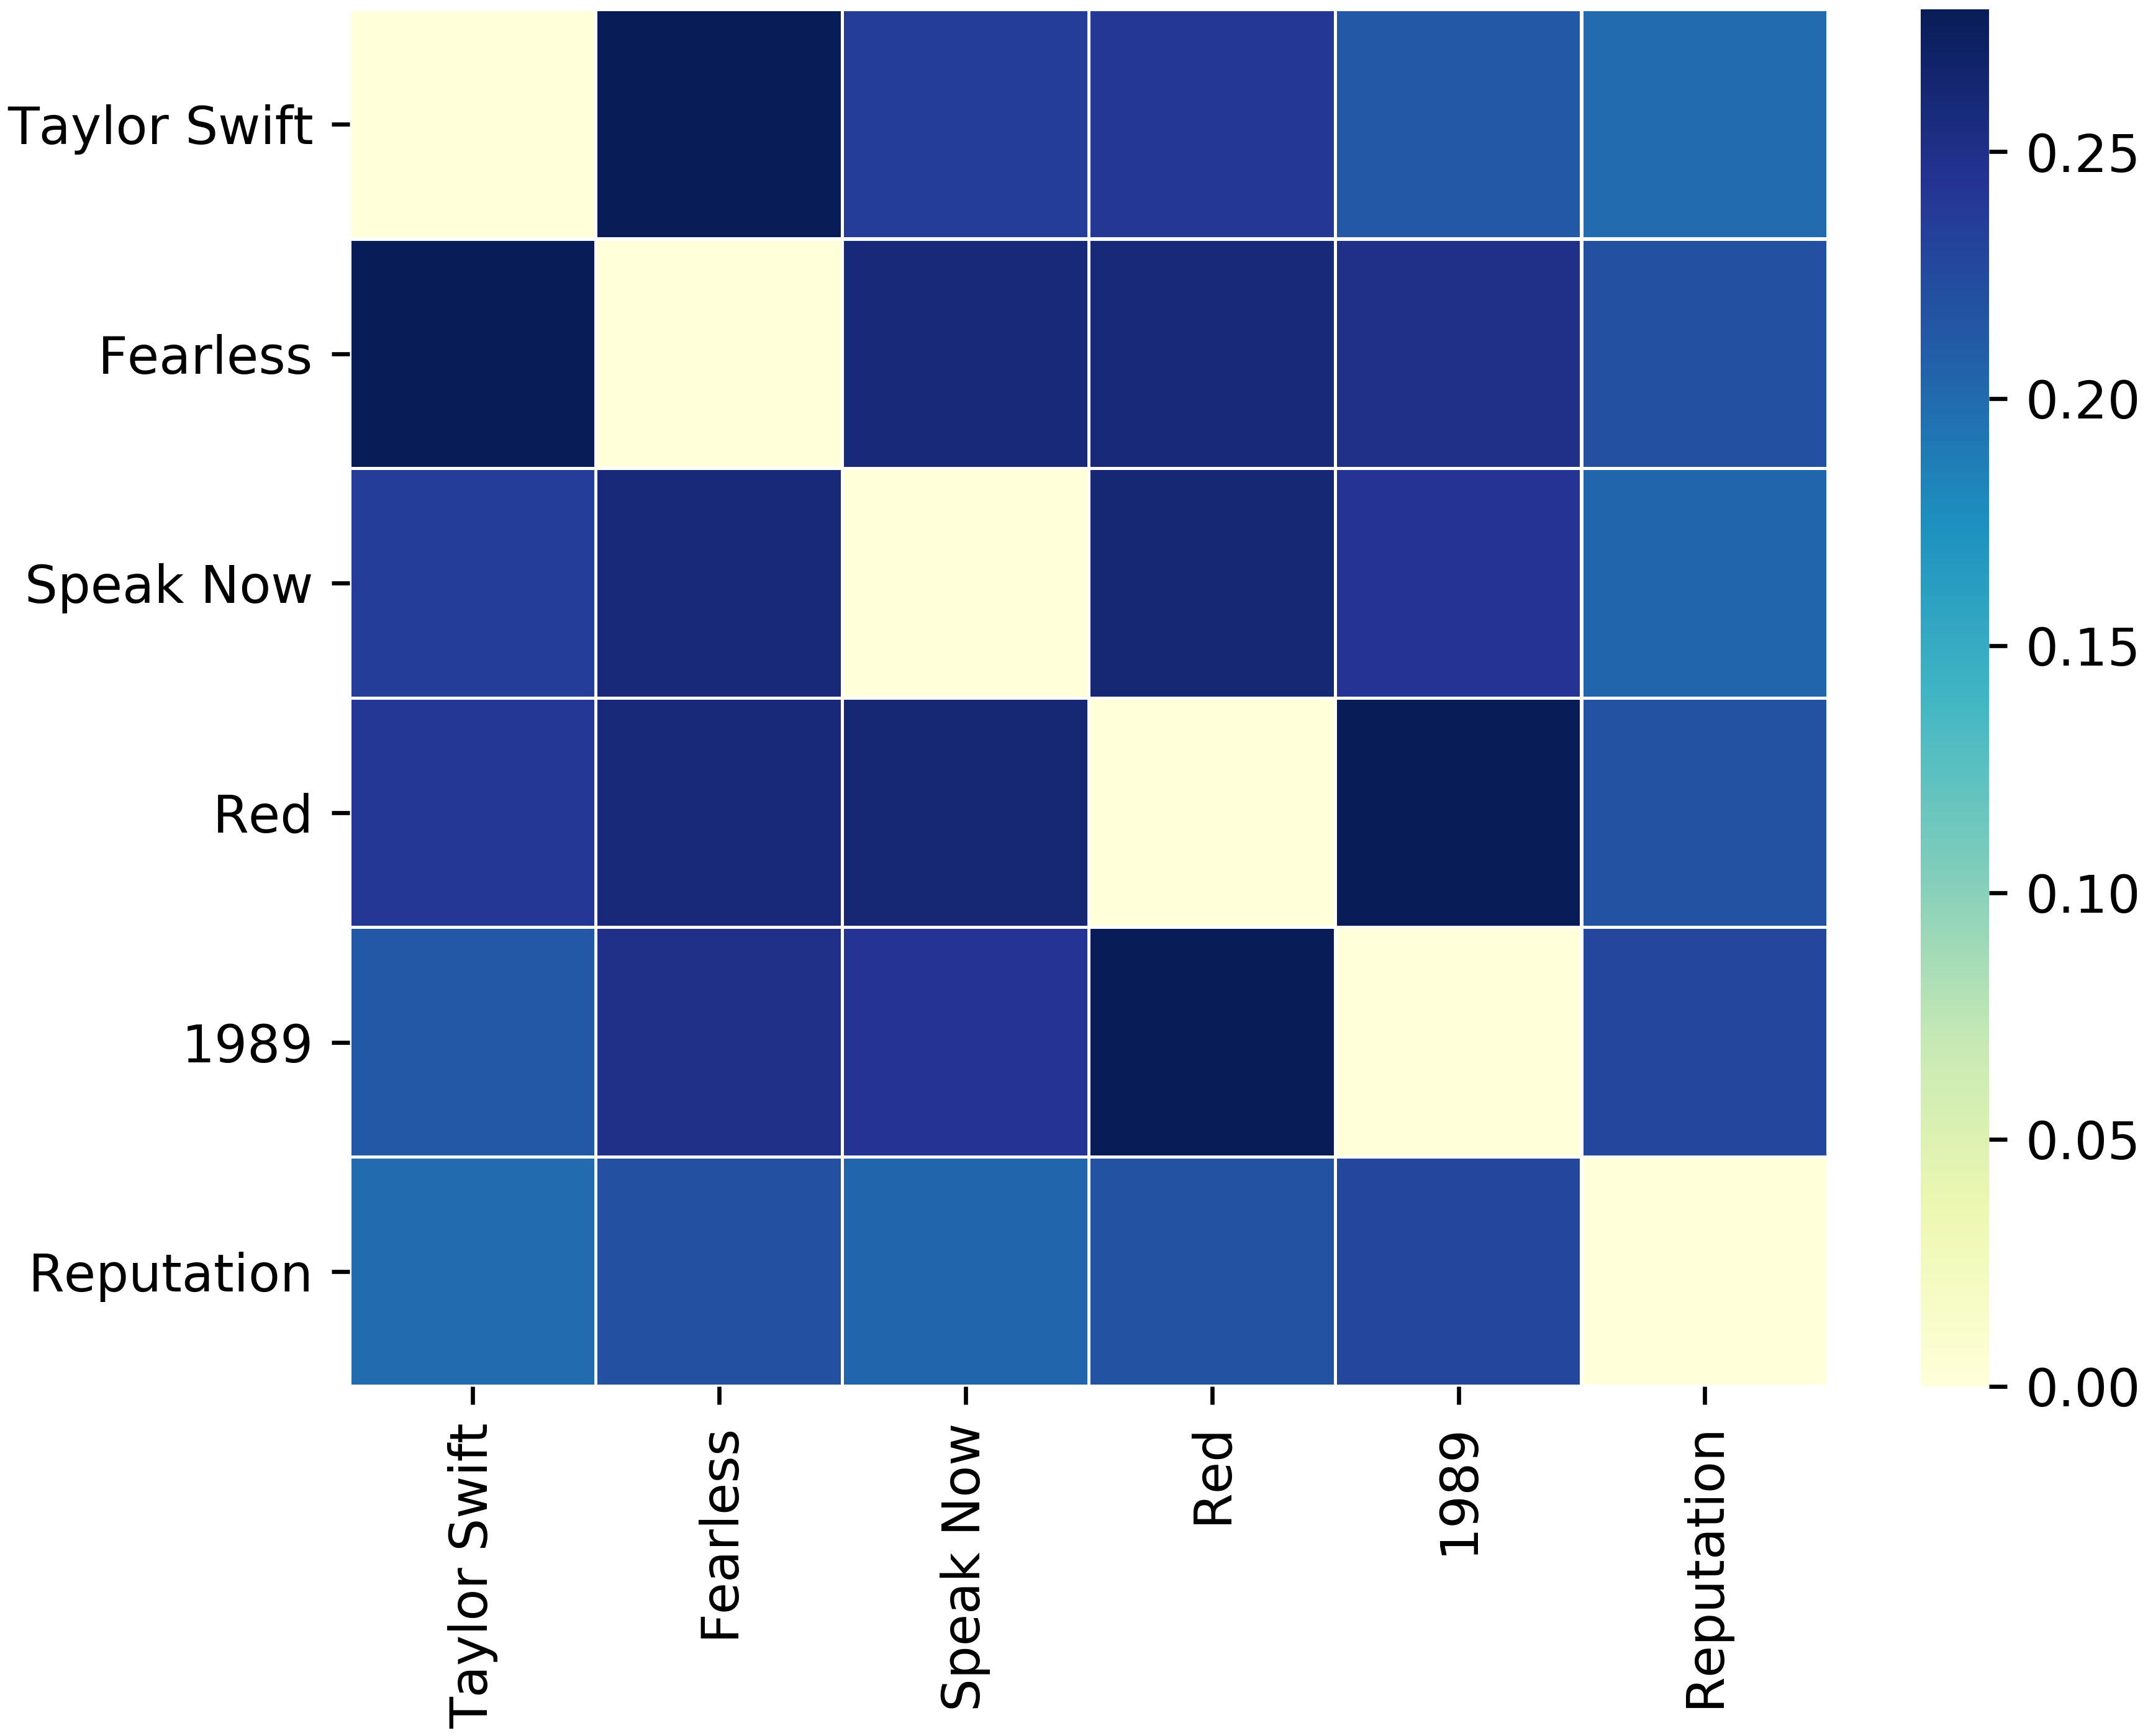 Taylor Swift
Fearless
Speak Now
Red
1989
Reputation
Taylor Swift
Fearless
Speak Now
Red
1989
Reputation
0.25
0.20
0.15
0.10
0.05
0.00